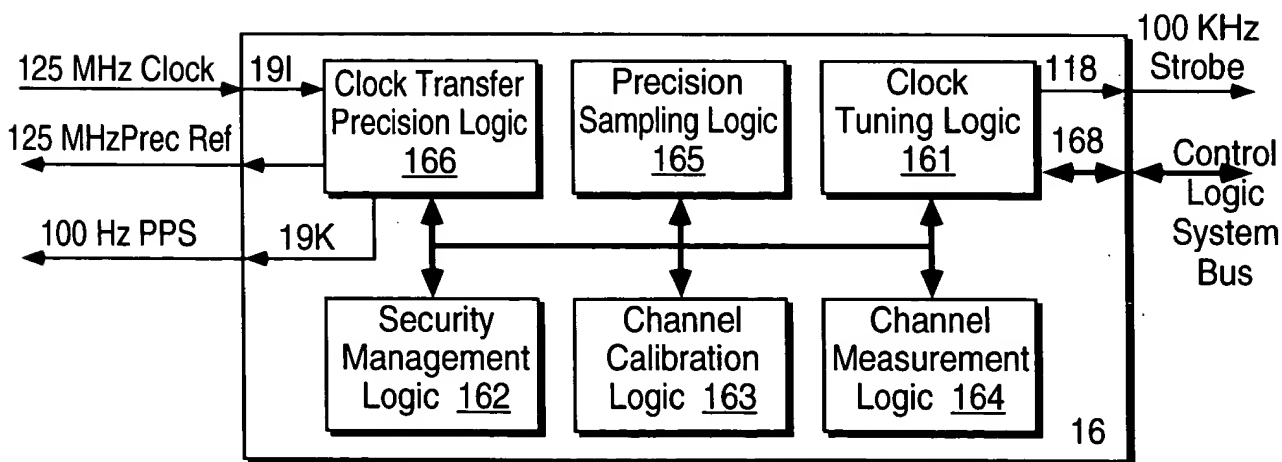 125 MHz Clock
19I
125 MHzPrec Ref
100 Hz PPS
19K
Clock Transfer
Precision Logic
166
Precision
Sampling Logic
165
Clock
Tuning Logic
161
118
100 KHz
Strobe
168
Control
Logic
System
Bus
Security
Management
Logic 162
Channel
Calibration
Logic 163
Channel
Measurement
Logic 164
16